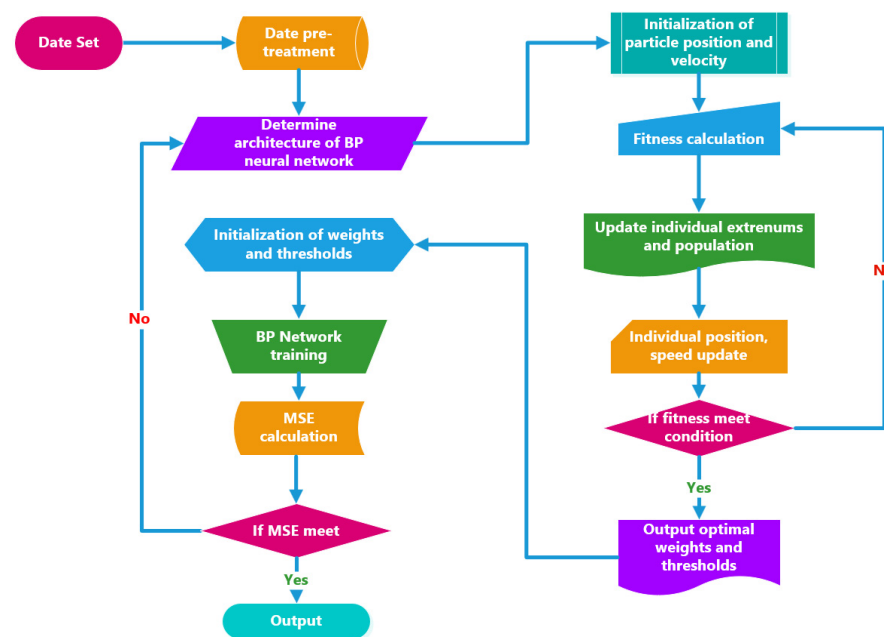 Date Set
Date pre-
treatment
Determine
architecture of BP
neural network
Initialization of
particle position and
velocity
Fitness calculation
Update individual extrenums
and population
Individual position,
speed update
If fitness meet
condition
Yes
Output optimal
weights and
thresholds
Initialization of weights
and thresholds
BP Network
training
MSE
calculation
If MSE meet
No
Yes
Output